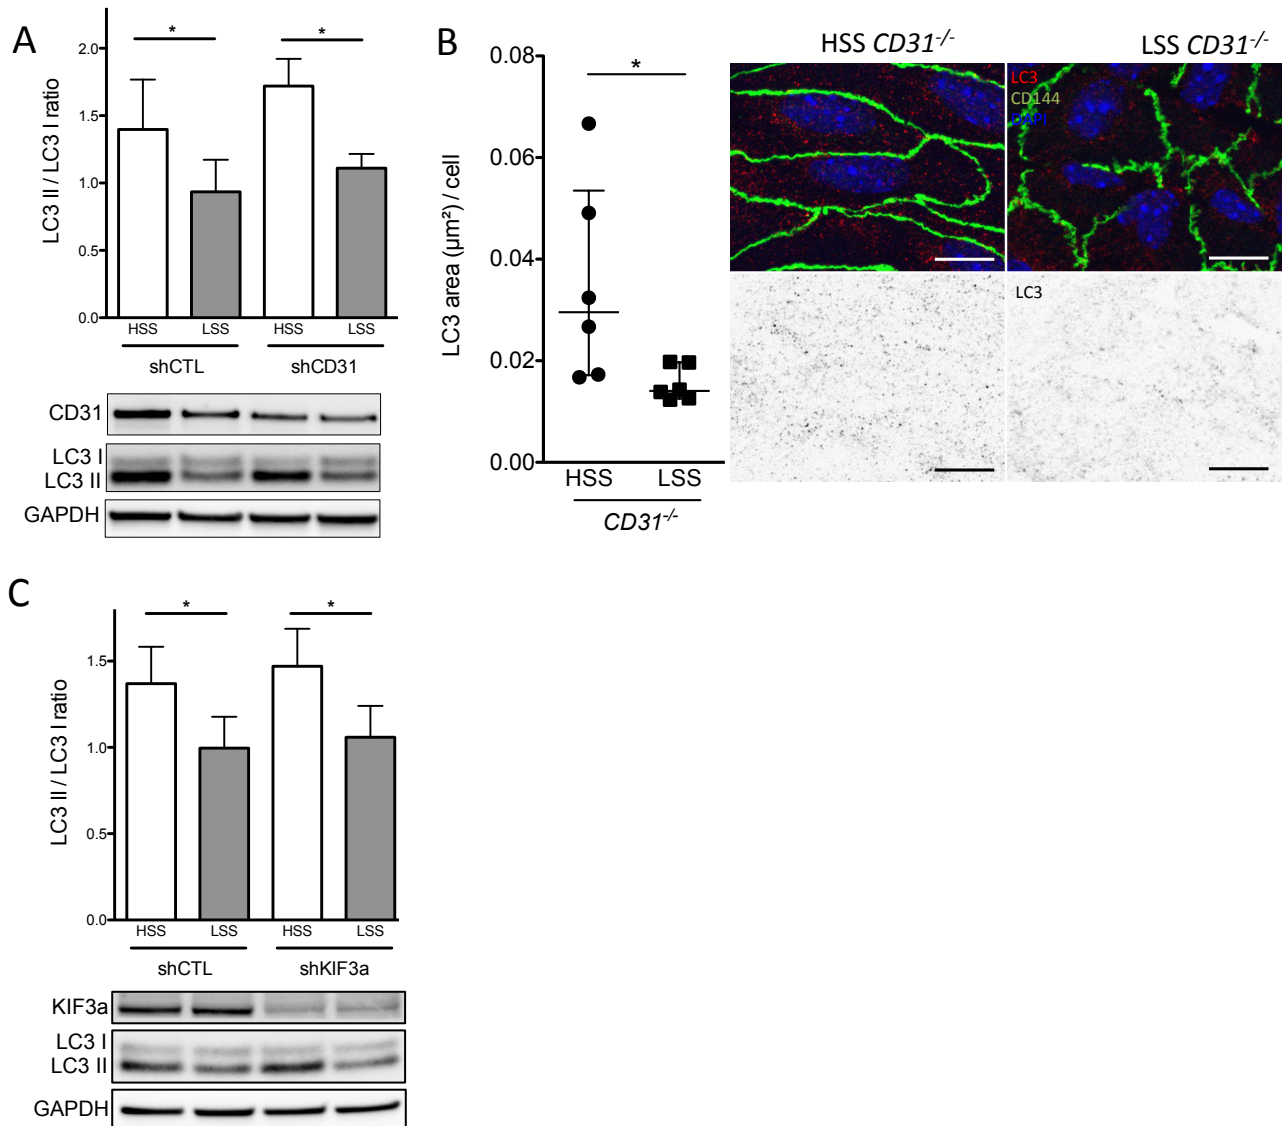 A
LC3 II / LC3 I ratio
2.0
1.5
1.0
0.5
0.0
*
*
HSS
LSS
HSS
LSS
shCTL
shCD31
CD31
LC3 I
LC3 II
GAPDH
B
LC3 area (µm²) / cell
0.08
0.06
0.04
0.02
0.00
*
HSS
LSS
CD31-/-
HSS CD31-/-
LSS CD31-/-
LC3
CD144
DAPI
LC3
C
LC3 II / LC3 I ratio
1.5
1.0
0.5
0.0
*
*
HSS
LSS
HSS
LSS
shCTL
shKIF3a
KIF3a
LC3 I
LC3 II
GAPDH